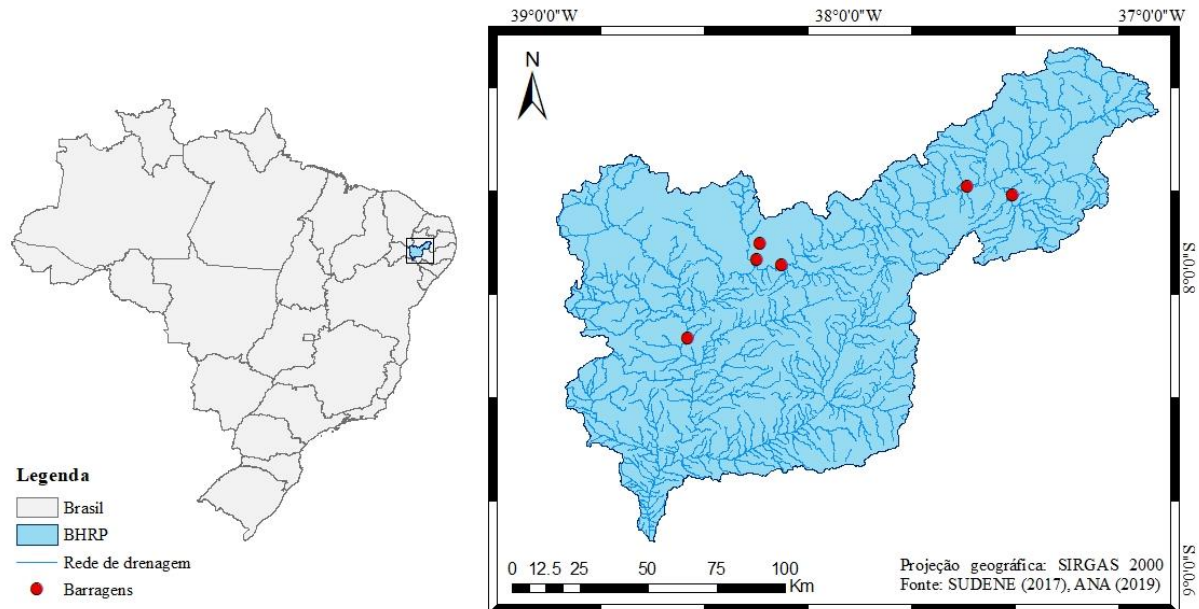 39°0'0"W 38°0'0"W 37°0'0"W
N
8°0'0"S
Legenda
Brasil
BHRP
Rede de drenagem
Barragens
0 12.5 25 50 75 100
Km
Projeção geográfica: SIRGAS 2000
Fonte: SUDENE (2017), ANA (2019)
9°0'0"S